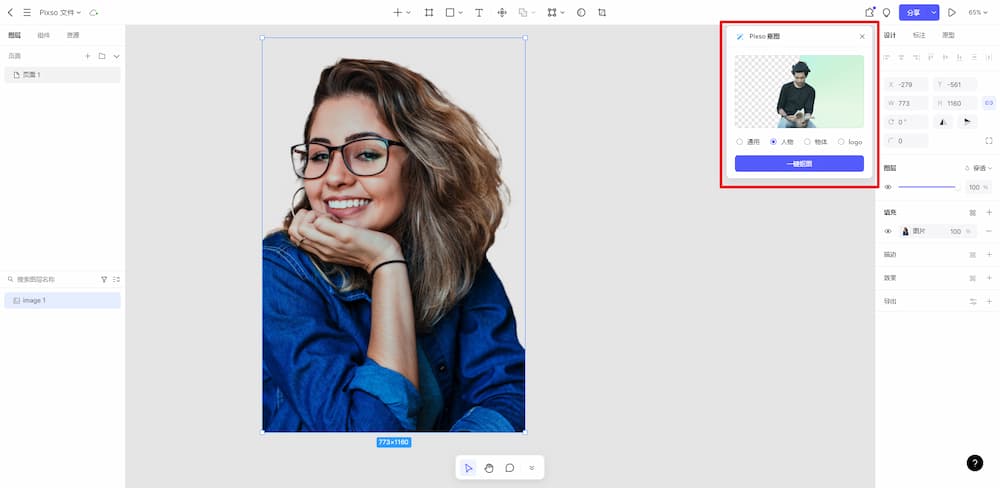 Pixso 文件
分享
65%
图层 组件 资源
页面
页面 1
搜索图层名称
image 1
773×1160
Pixso 抠图
通用 人物 物体 logo
一键抠图
设计 标注 原型
X -279 Y -561
W 773 H 1160
0°
0
图层 穿透
100 %
填充
图片 100 %
描边
效果
导出
?